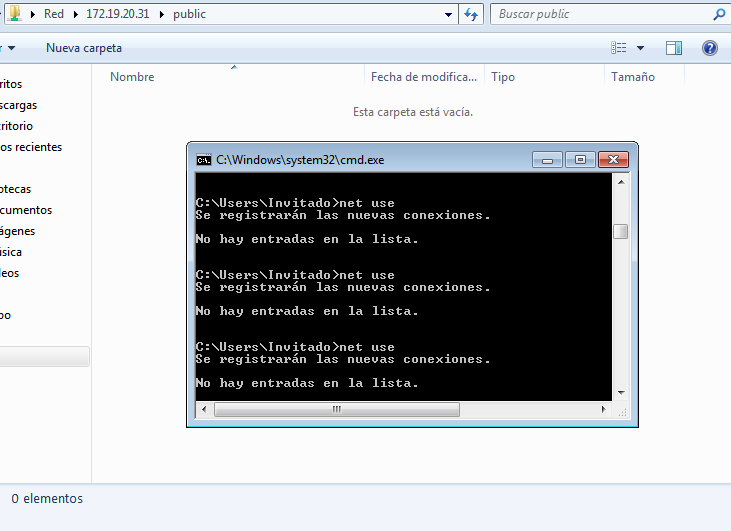 Red 172.19.20.31 public
Buscar public
Nueva carpeta
Nombre Fecha de modifica... Tipo Tamaño
Esta carpeta está vacía.
ritos
scargas
critorio
os recientes
otecas
cumentos
ágenes
isica
leos
po
C:\Windows\system32\cmd.exe
C:\Users\Invitado>net use
Se registrarán las nuevas conexiones.
No hay entradas en la lista.
C:\Users\Invitado>net use
Se registrarán las nuevas conexiones.
No hay entradas en la lista.
C:\Users\Invitado>net use
Se registrarán las nuevas conexiones.
No hay entradas en la lista.
0 elementos